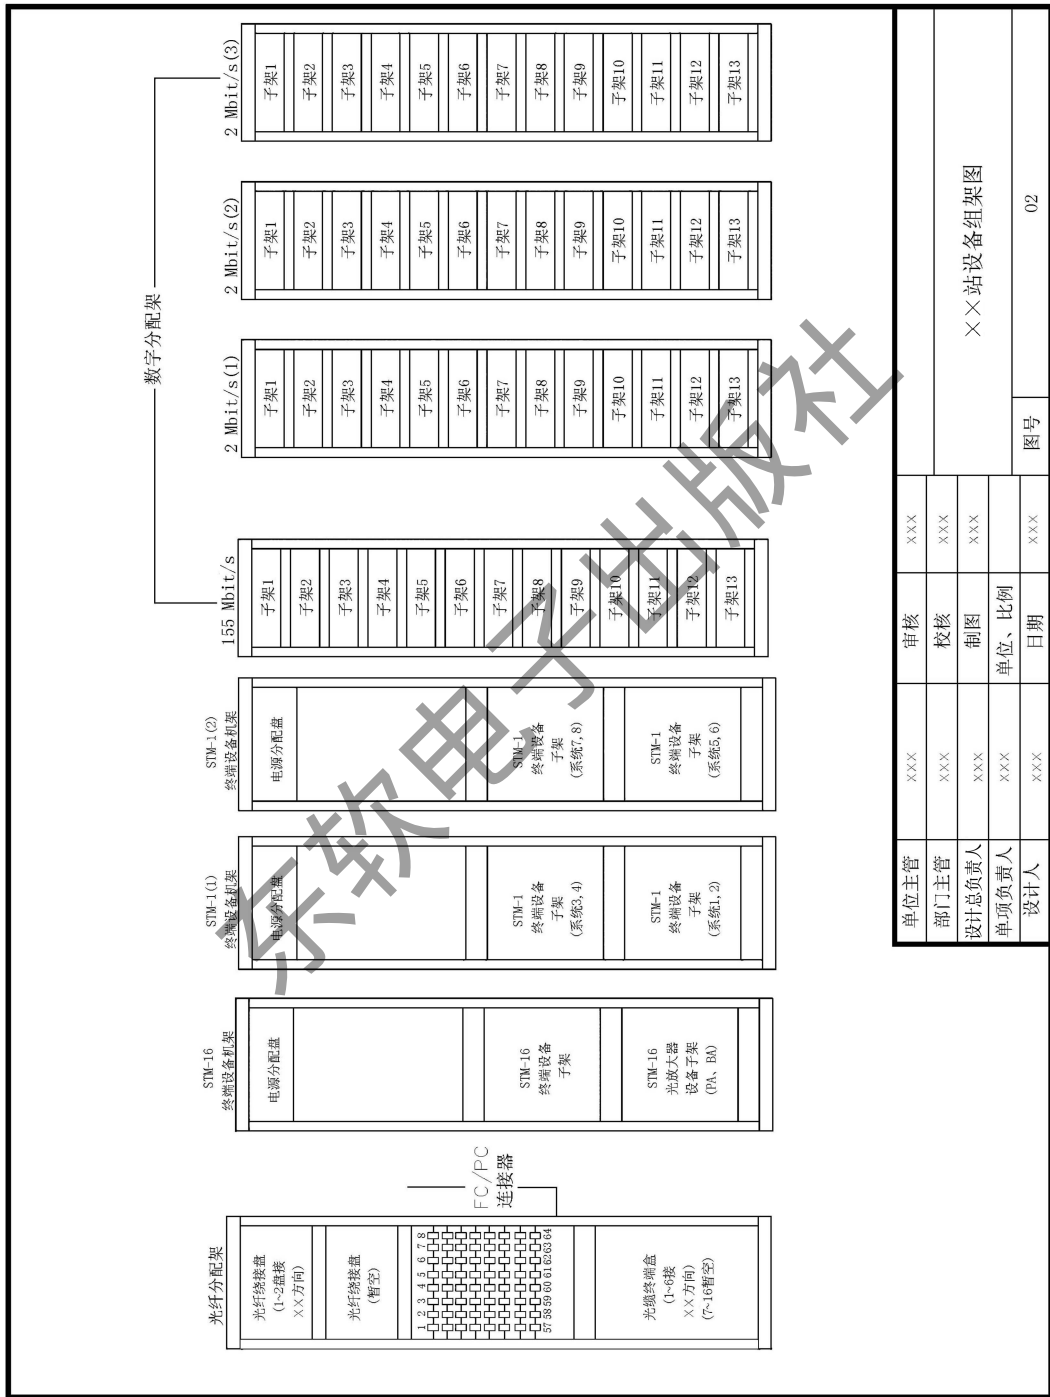 光纤分配架
光纤绕接盘
(1~2盘接
××方向)
光纤绕接盘
(暂空)
1 2 3 4 5 6 7 8
57 58 59 60 61 62 63 64
光缆终端盒
(1~6接
××方向)
(7~16暂空)
FC/PC
连接器
STM-16
终端设备机架
电源分配盘
STM-16
终端设备
子架
STM-16
光放大器
设备子架
(PA、BA)
STM-1(1)
终端设备机架
电源分配盘
STM-1
终端设备
子架
(系统3,4)
STM-1
终端设备
子架
(系统1,2)
STM-1(2)
终端设备机架
电源分配盘
STM-1
终端设备
子架
(系统7,8)
STM-1
终端设备
子架
(系统5,6)
数字分配架
155 Mbit/s
子架1
子架2
子架3
子架4
子架5
子架6
子架7
子架8
子架9
子架10
子架11
子架12
子架13
2 Mbit/s(1)
子架1
子架2
子架3
子架4
子架5
子架6
子架7
子架8
子架9
子架10
子架11
子架12
子架13
2 Mbit/s(2)
子架1
子架2
子架3
子架4
子架5
子架6
子架7
子架8
子架9
子架10
子架11
子架12
子架13
2 Mbit/s(3)
子架1
子架2
子架3
子架4
子架5
子架6
子架7
子架8
子架9
子架10
子架11
子架12
子架13
单位主管 ××× 审核 ×××
部门主管 ××× 校核 ×××
设计总负责人 ××× 制图 ×××
单项负责人 ××× 单位、比例
设计人 ××× 日期 ×××
××站设备组架图
图号 02
东软电子出版社